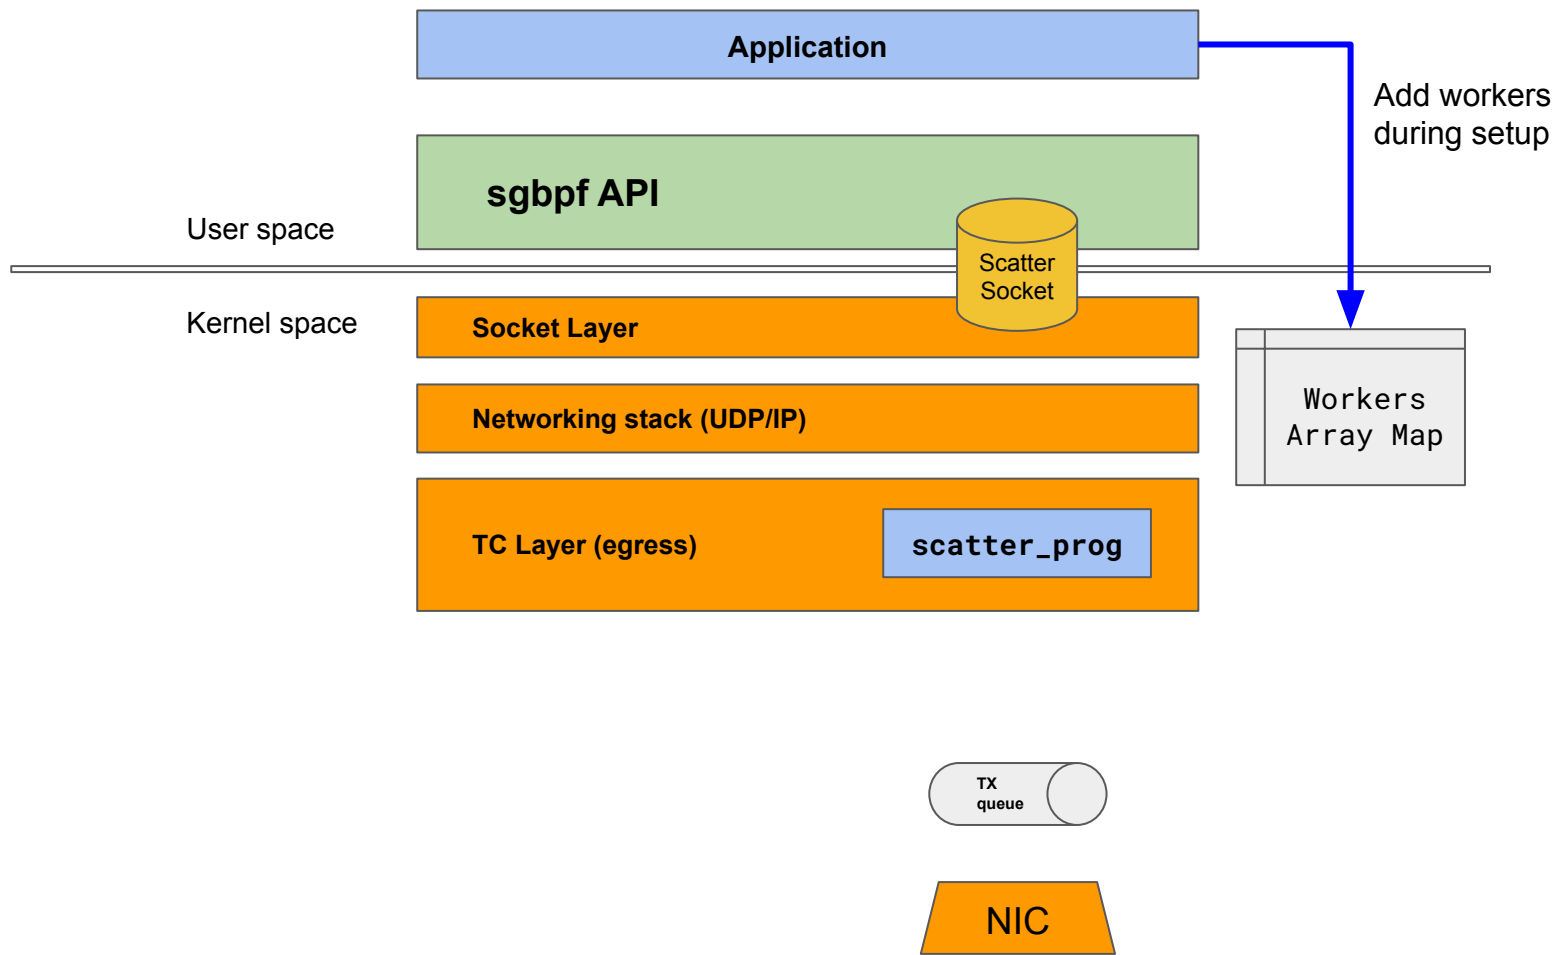 Application
Add workers
during setup
sgbpf API
User space
Scatter
Socket
Kernel space
Socket Layer
Networking stack (UDP/IP)
Workers
Array Map
TC Layer (egress)
scatter_prog
TX
queue
NIC